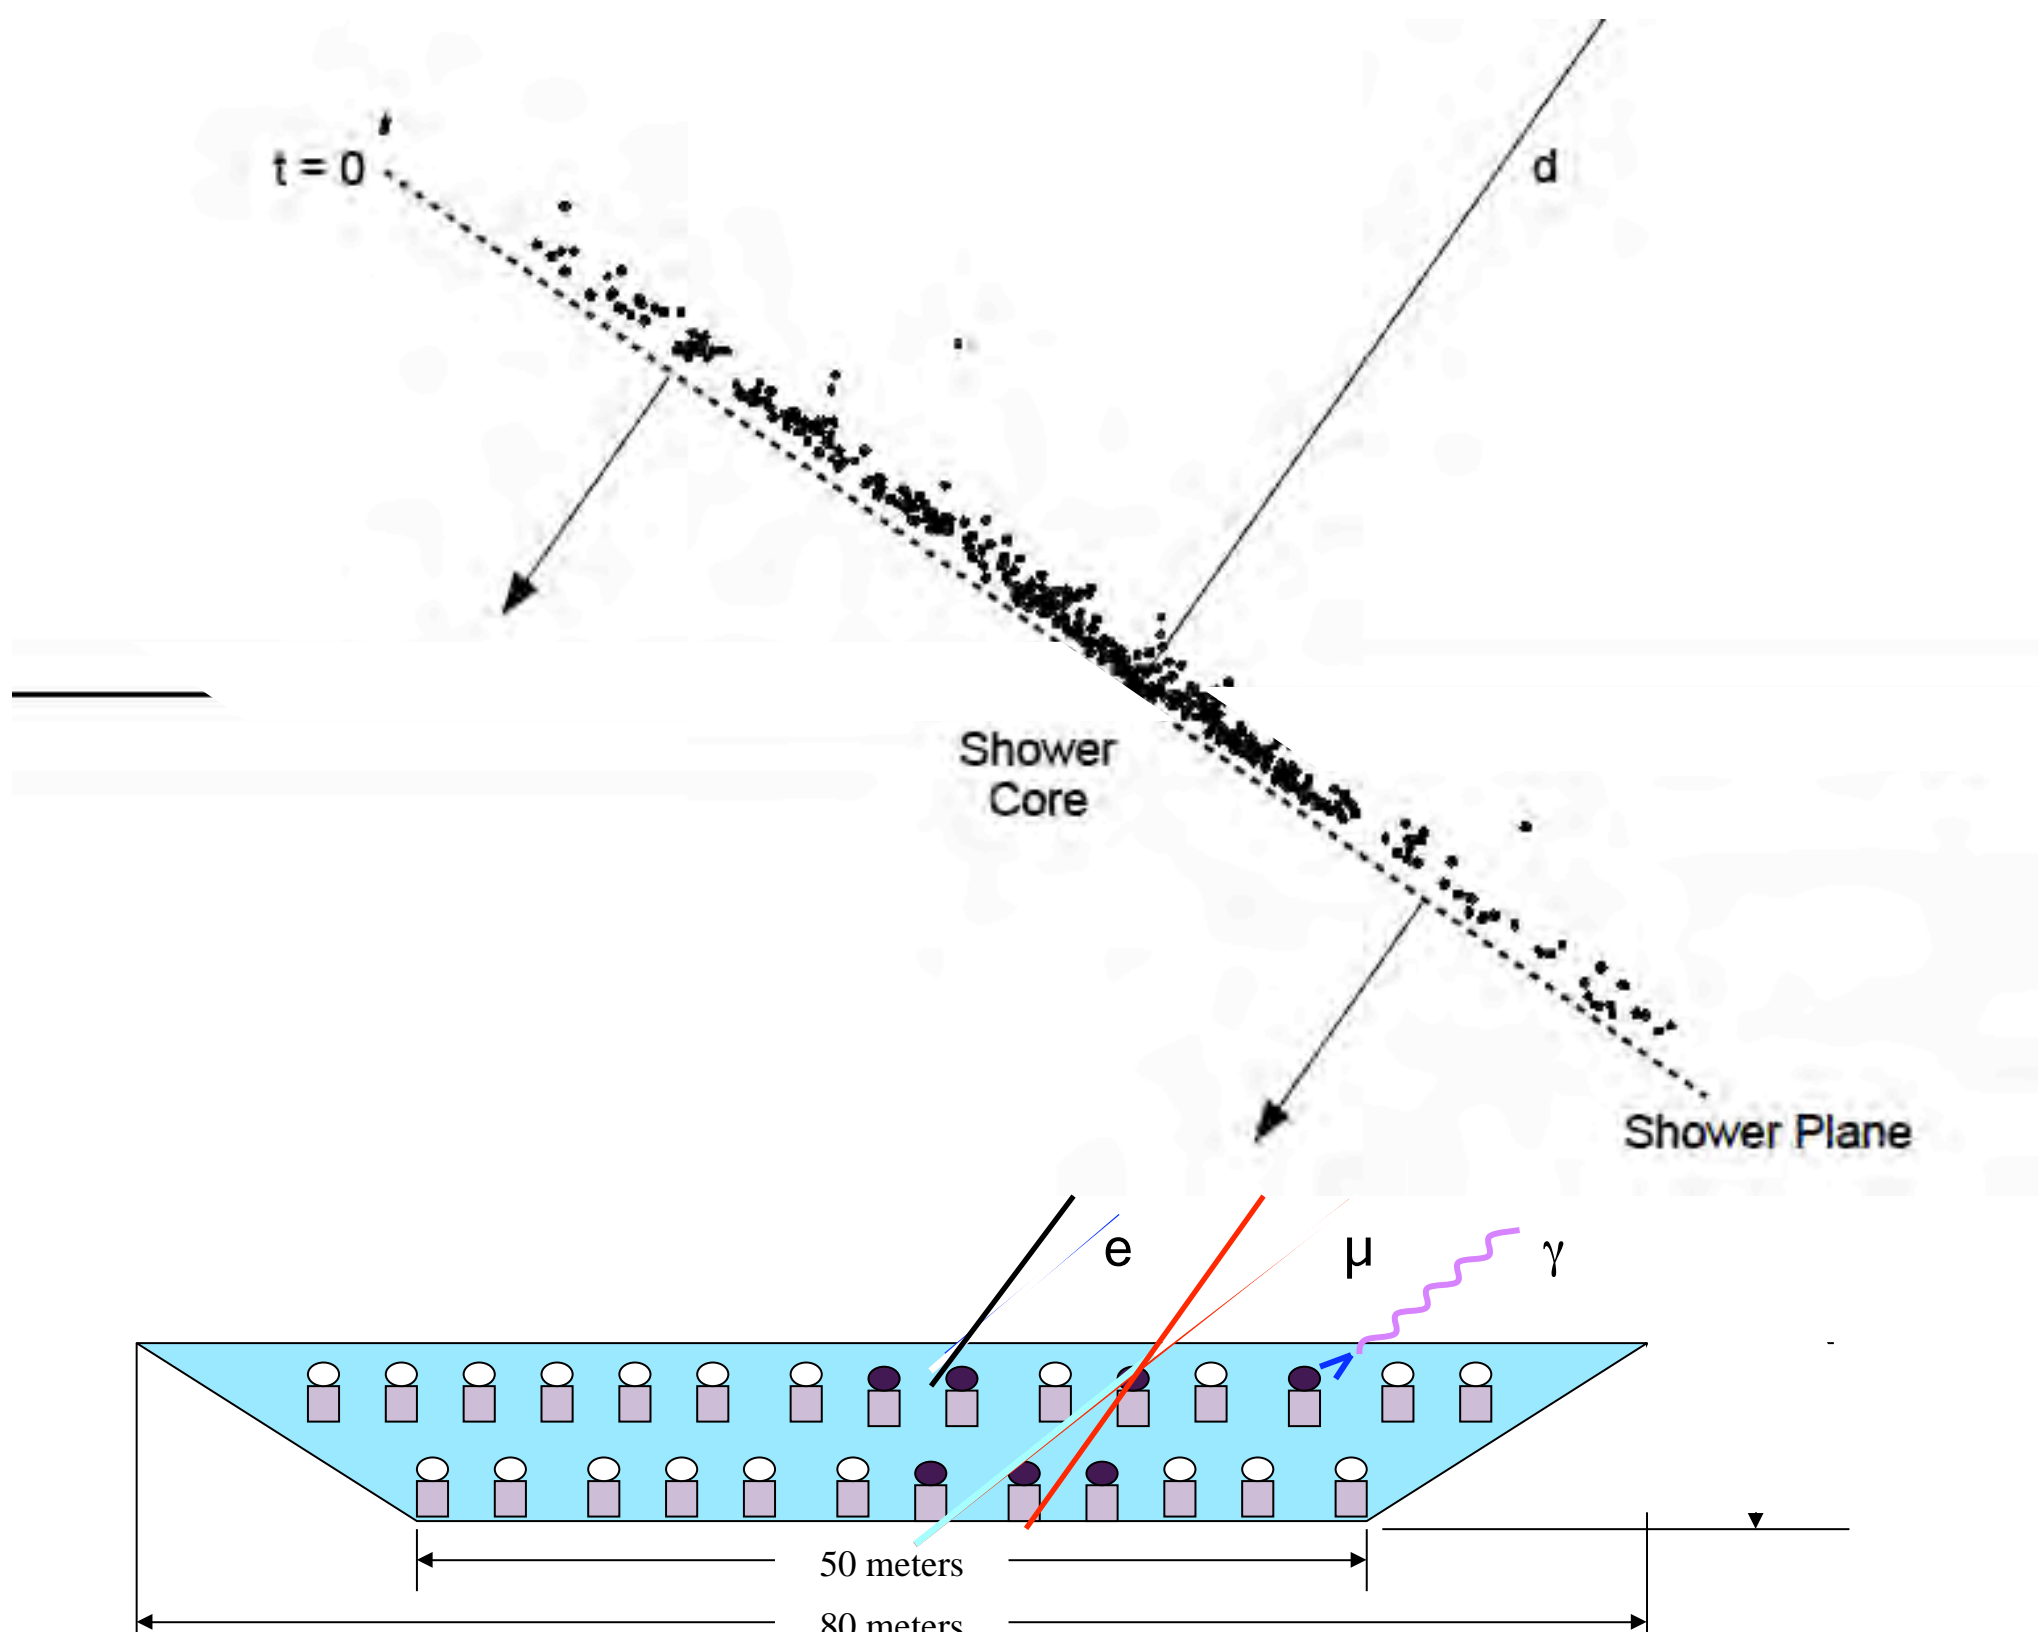 t = 0
d
Shower
Core
Shower Plane
e
μ
γ
50 meters
80 meters